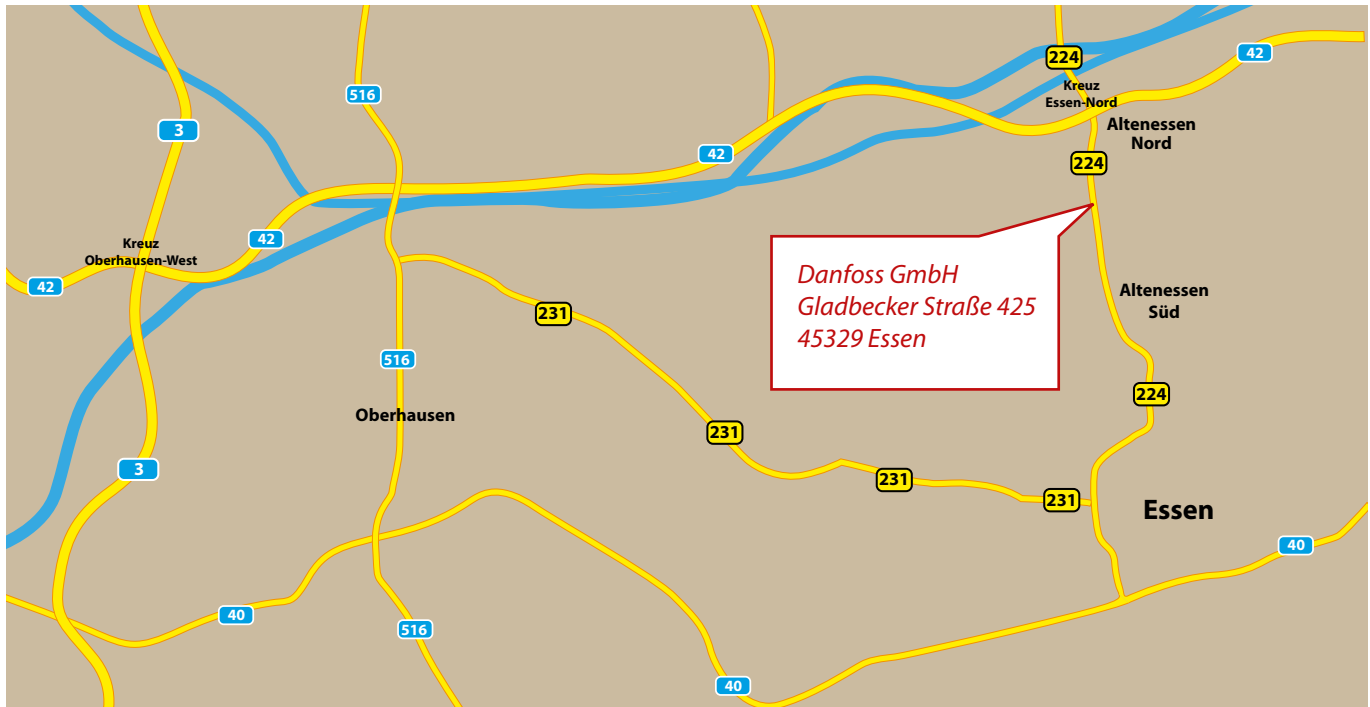 224
42
Kreuz
Essen-Nord
516
3
Altenessen
Nord
42
224
Kreuz
Oberhausen-West
42
42
Danfoss GmbH
Gladbecker Straße 425
45329 Essen
Altenessen
Süd
231
516
224
Oberhausen
231
3
231
231
Essen
40
40
516
40